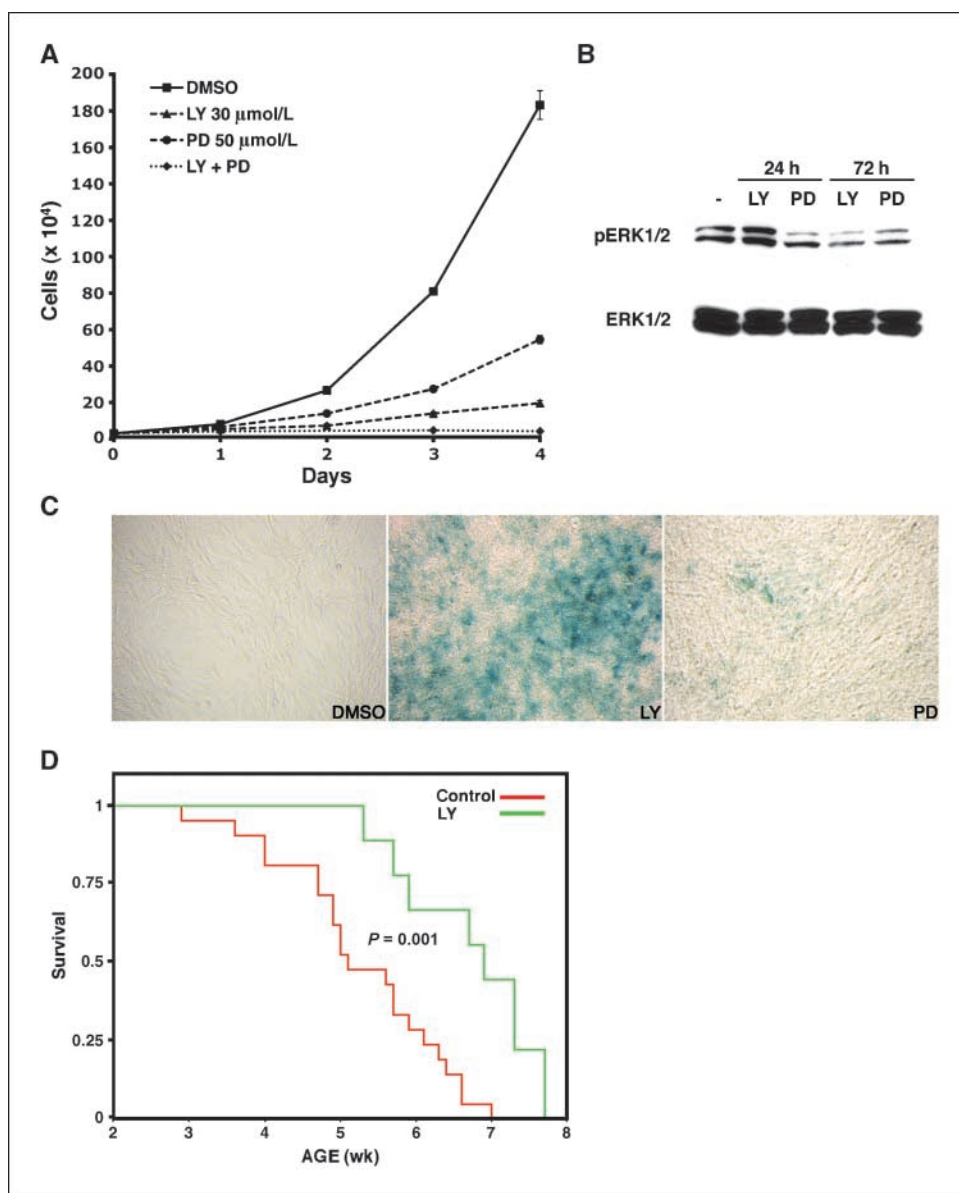 A
200
180
160
140
120
100
80
60
40
20
0
Cells (x 10⁴)
DMSO
LY 30 μmol/L
PD 50 μmol/L
LY + PD
0 1 2 3 4
Days
B
24 h 72 h
- LY PD LY PD
pERK1/2
ERK1/2
C
DMSO
LY
PD
D
Control
LY
1
0.75
0.5
0.25
0
Survival
P = 0.001
2 3 4 5 6 7 8
AGE (wk)